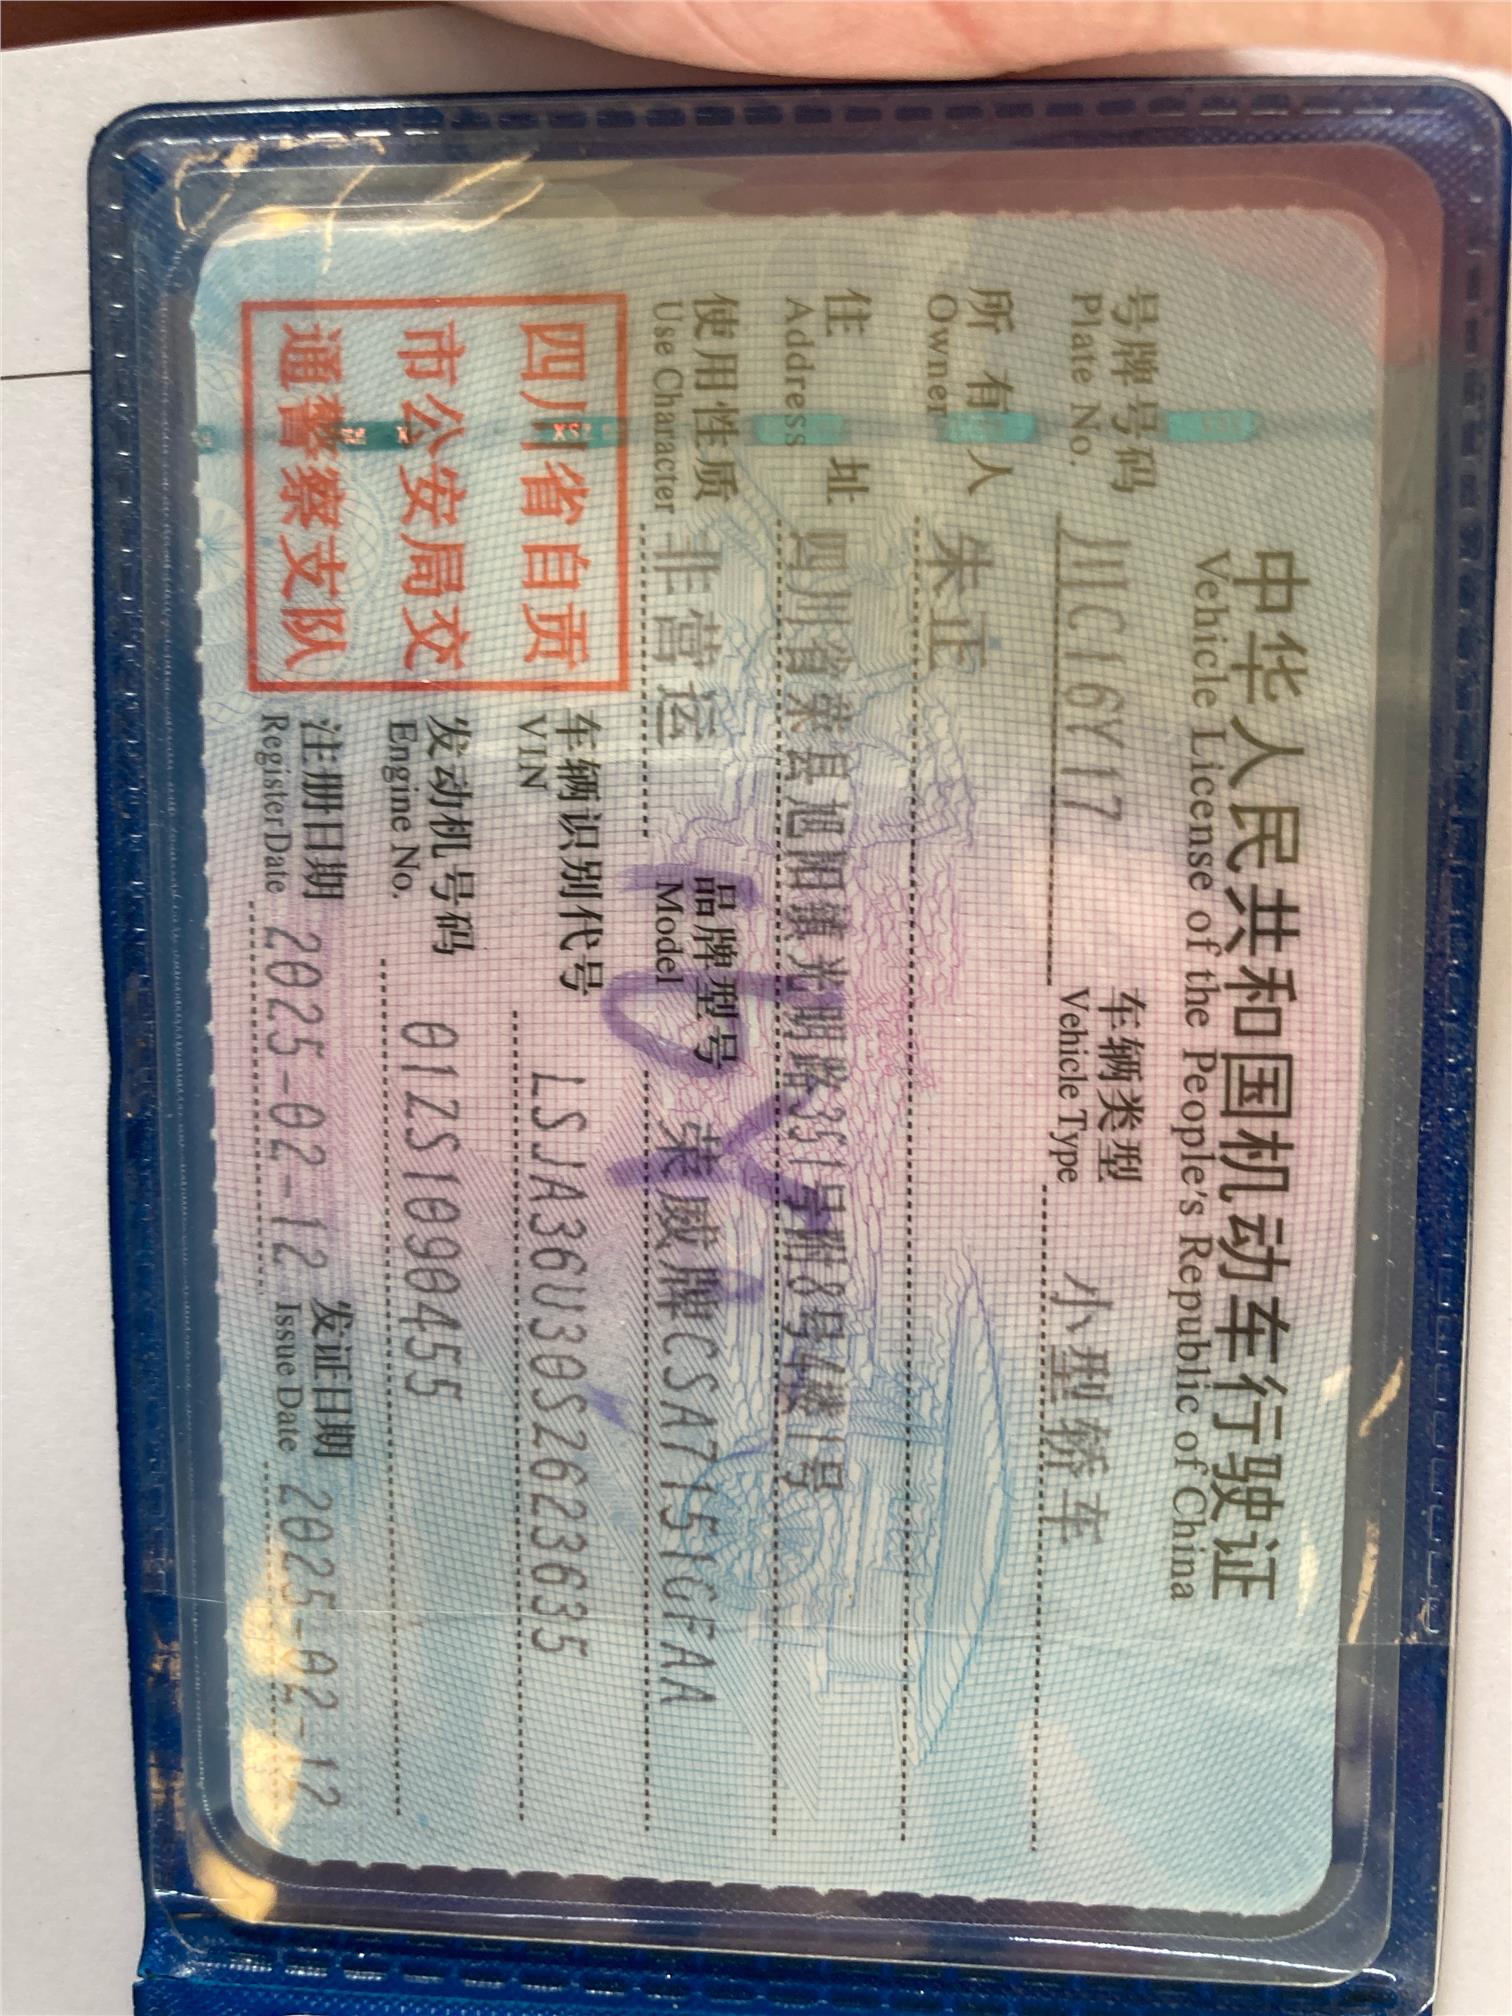 中华人民共和国机动车行驶证
Vehicle License of the People's Republic of China
号牌号码 川C16Y17 车辆类型 小型轿车
Plate No. Vehicle Type
所有人 朱正
Owner
住址 四川省荣县旭阳镇光明路351号附8号4楼1号
Address
使用性质 非营运 品牌型号 荣威牌CSA7151GFAA
Use Character Model
四川省自贡
市公安局交
通警察支队
车辆识别代号 LSJA36U30S2623635
VIN
发动机号码 01ZS1090455
Engine No.
注册日期 2025-02-12 发证日期 2025-02-12
Register Date Issue Date